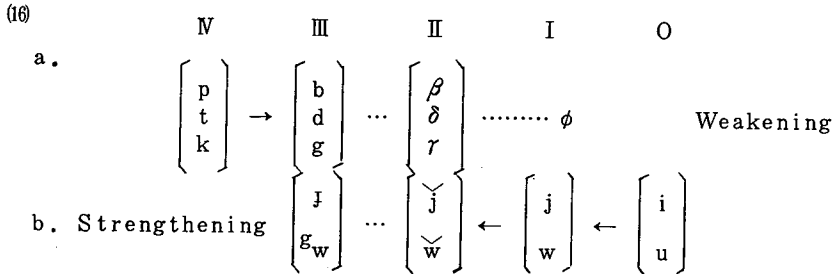 (16)
Ⅳ Ⅲ Ⅱ I O
a.
p b β
t → d ... δ ......... ϕ Weakening
k g γ
ɟ ǰ j i
b. Strengthening ... ← ←
gw w̌ w u